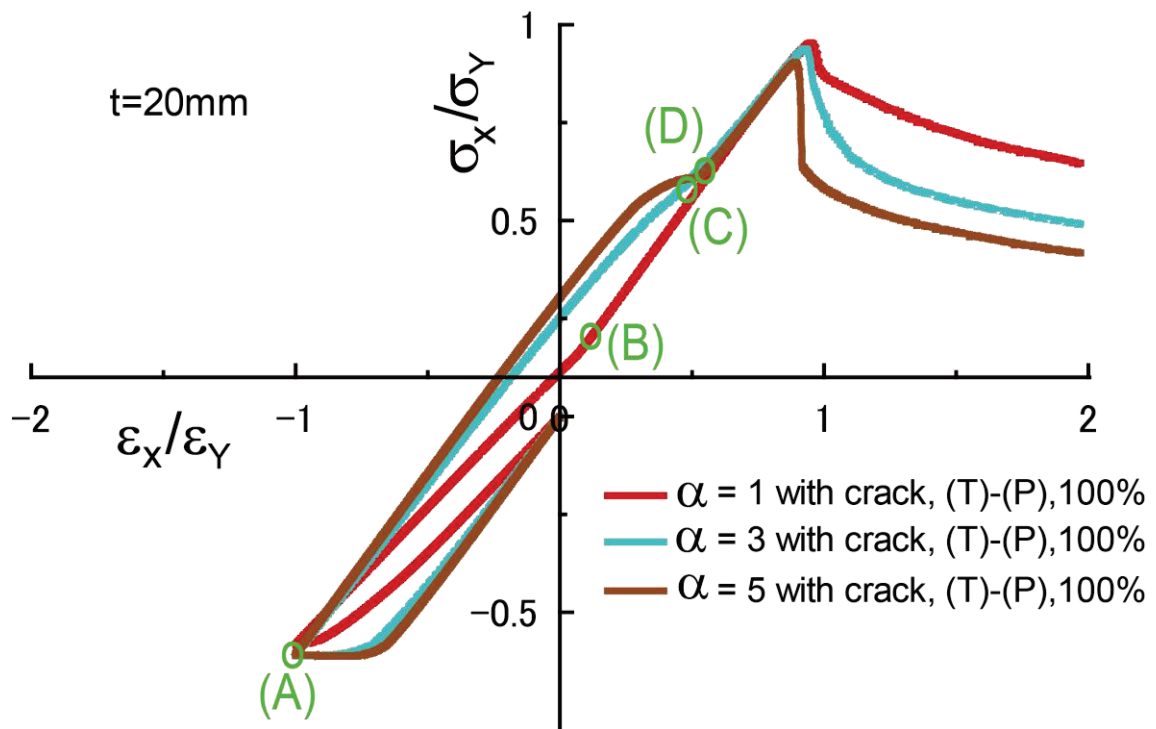 1
σX/σY
t=20mm
(D)
0.5
(C)
(B)
−2
−1
0
0
1
2
εX/εY
α = 1 with crack, (T)-(P),100%
α = 3 with crack, (T)-(P),100%
−0.5
α = 5 with crack, (T)-(P),100%
(A)